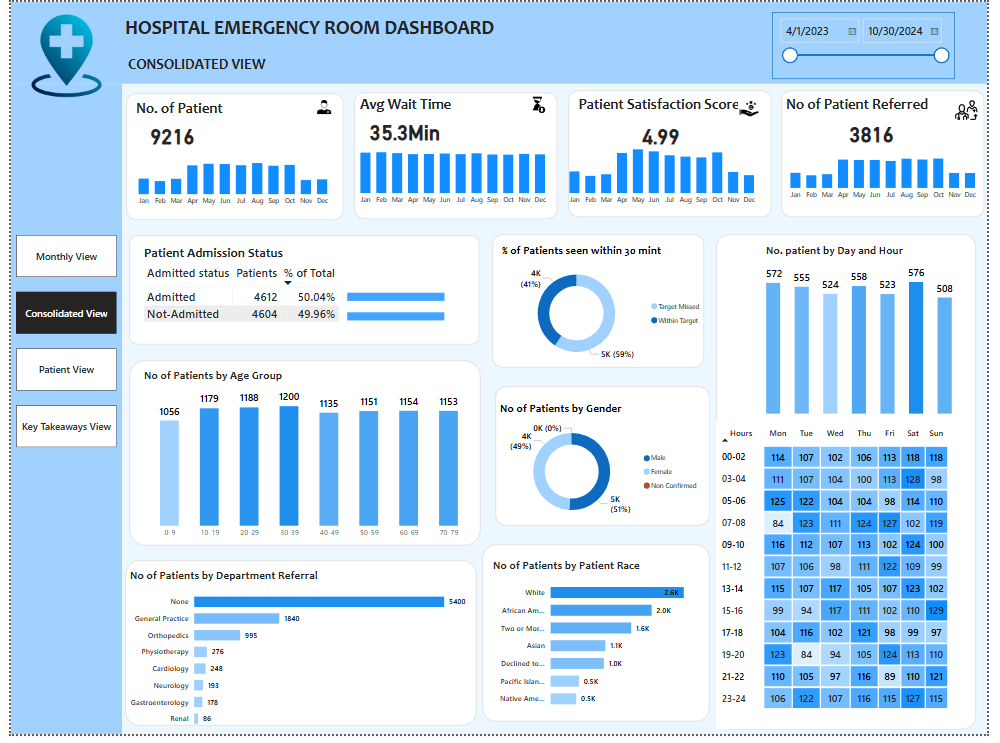 HOSPITAL EMERGENCY ROOM DASHBOARD
CONSOLIDATED VIEW
4/1/2023 10/30/2024
No. of Patient
9216
Jan Feb Mar Apr May Jun Jul Aug Sep Oct Nov Dec
Avg Wait Time
35.3Min
Jan Feb Mar Apr May Jun Jul Aug Sep Oct Nov Dec
Patient Satisfaction Score
4.99
Jan Feb Mar Apr May Jun Jul Aug Sep Oct Nov Dec
No of Patient Referred
3816
Jan Feb Mar Apr May Jun Jul Aug Sep Oct Nov Dec
Monthly View
Consolidated View
Patient View
Key Takeaways View
Patient Admission Status
Admitted status Patients % of Total
Admitted 4612 50.04%
Not-Admitted 4604 49.96%
% of Patients seen within 30 mint
4K
(41%)
5K (59%)
Target Missed
Within Target
No of Patients by Age Group
1056 1179 1188 1200 1135 1151 1154 1153
0-9 10-19 20-29 30-39 40-49 50-59 60-69 70-79
No of Patients by Gender
0K (0%)
4K
(49%)
5K
(51%)
Male
Female
Non Confirmed
No of Patients by Department Referral
None 5400
General Practice 1840
Orthopedics 995
Physiotherapy 276
Cardiology 248
Neurology 193
Gastroenterology 178
Renal 86
No of Patients by Patient Race
White 2.6K
African Am... 2.0K
Two or Mor... 1.6K
Asian 1.1K
Declined to... 1.0K
Pacific Islan... 0.5K
Native Ame... 0.5K
No. patient by Day and Hour
572 555 524 558 523 576 508
Hours Mon Tue Wed Thu Fri Sat Sun
00-02 114 107 102 106 113 118 118
03-04 111 107 104 100 113 128 98
05-06 125 122 104 104 98 114 110
07-08 84 123 111 124 127 102 119
09-10 116 112 107 113 102 124 100
11-12 107 106 98 111 122 109 99
13-14 115 107 117 105 107 123 102
15-16 99 94 117 111 102 110 129
17-18 104 116 102 121 98 99 97
19-20 123 84 94 105 124 113 110
21-22 110 105 97 116 89 110 121
23-24 106 122 107 116 115 127 115